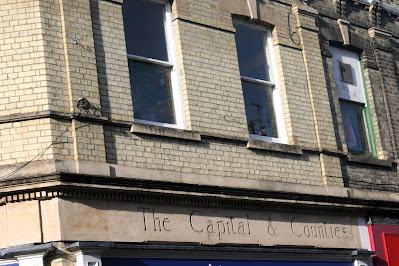 The Capital & Counties